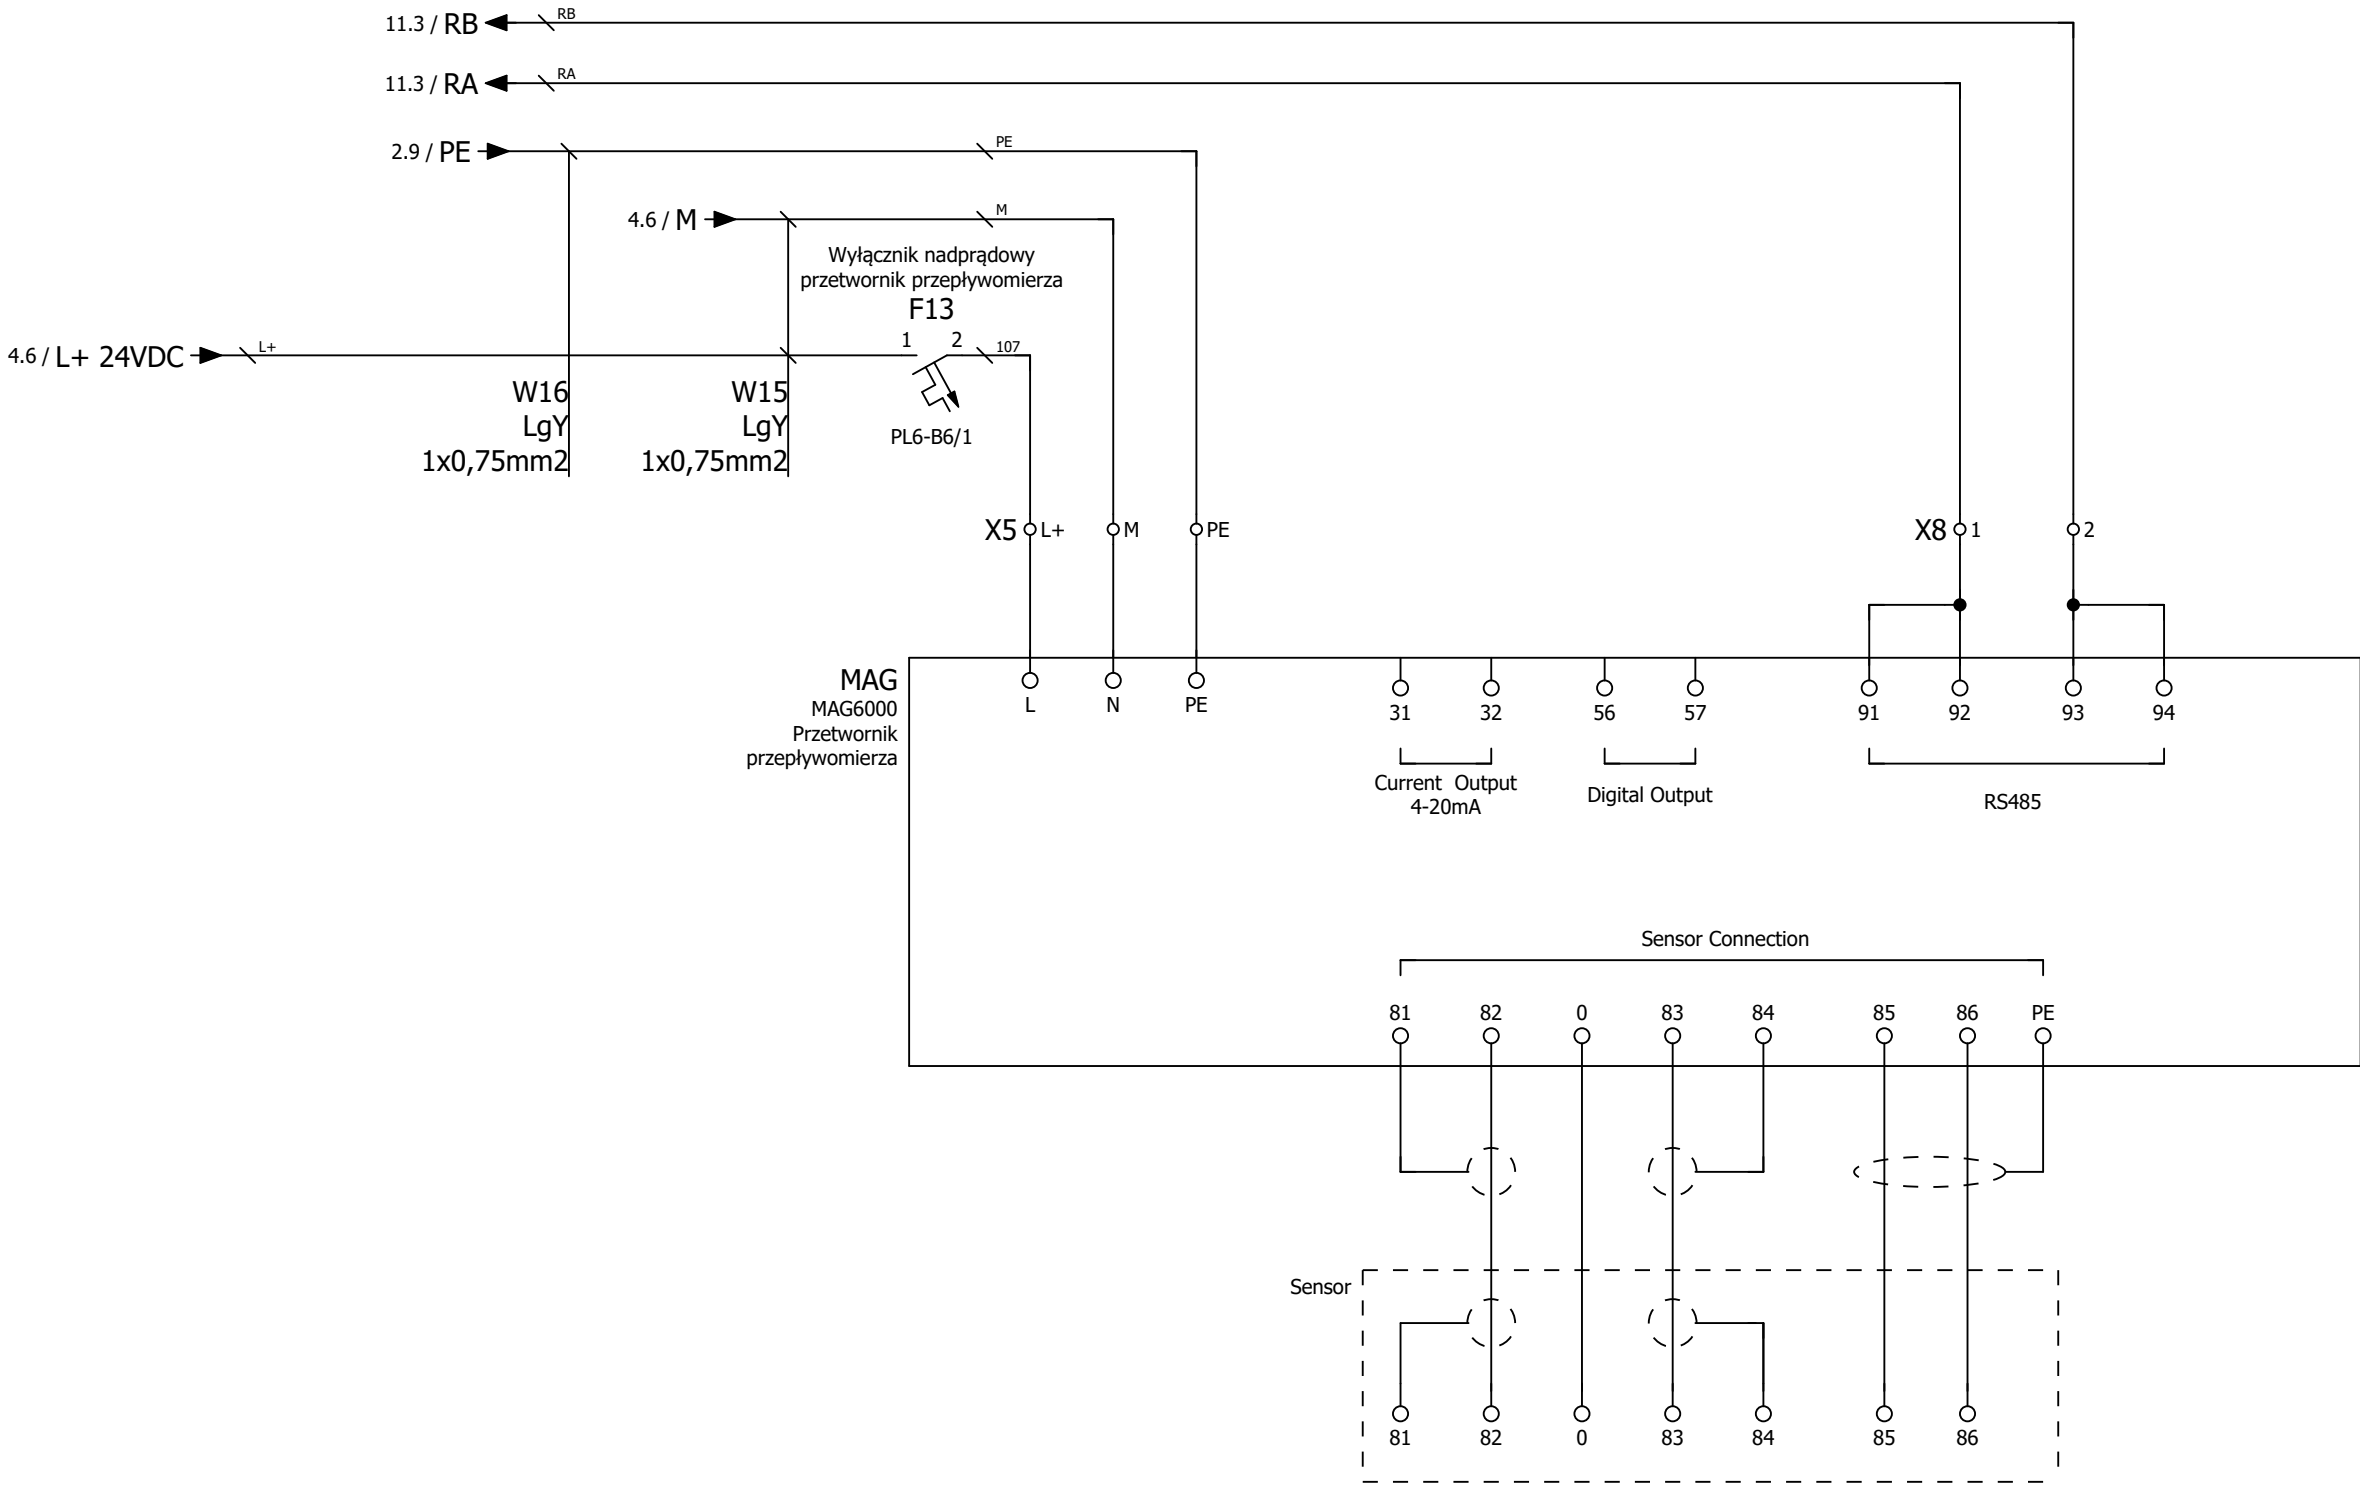 11.3 / RB
RB
11.3 / RA
RA
2.9 / PE
PE
4.6 / M
M
Wyłącznik nadprądowy
przetwornik przepływomierza
F13
1 2
4.6 / L+ 24VDC
L+
107
W16
LgY
1x0,75mm2
W15
LgY
1x0,75mm2
PL6-B6/1
X5 L+ M PE
X8 1 2
MAG
MAG6000
Przetwornik
przepływomierza
L N PE
31 32 56 57 91 92 93 94
Current Output
4-20mA
Digital Output
RS485
Sensor Connection
81 82 0 83 84 85 86 PE
Sensor
81 82 0 83 84 85 86